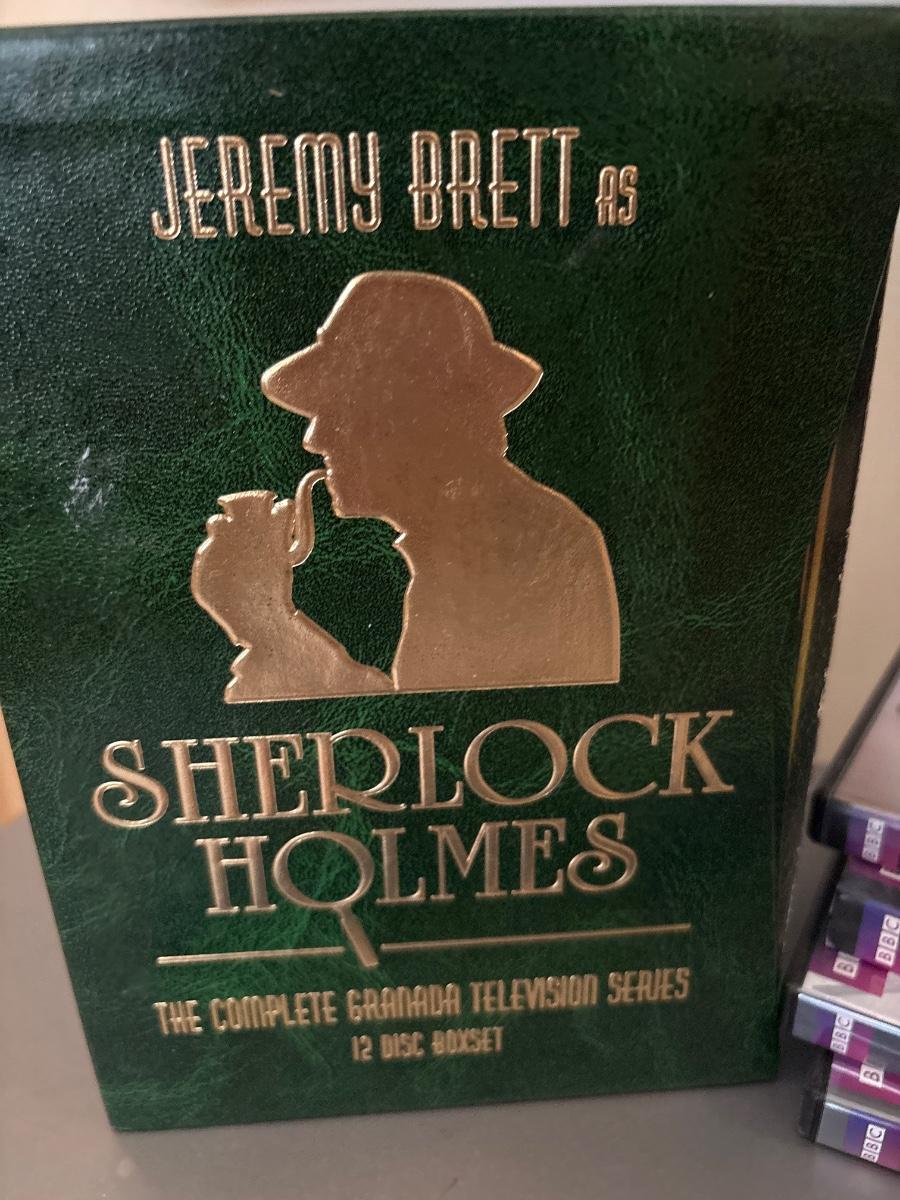 JEREMY BRETT AS
SHERLOCK
HOLMES
THE COMPLETE GRANADA TELEVISION SERIES
12 DISC BOXSET
BBC
BBC
B
BBC
B
BBC